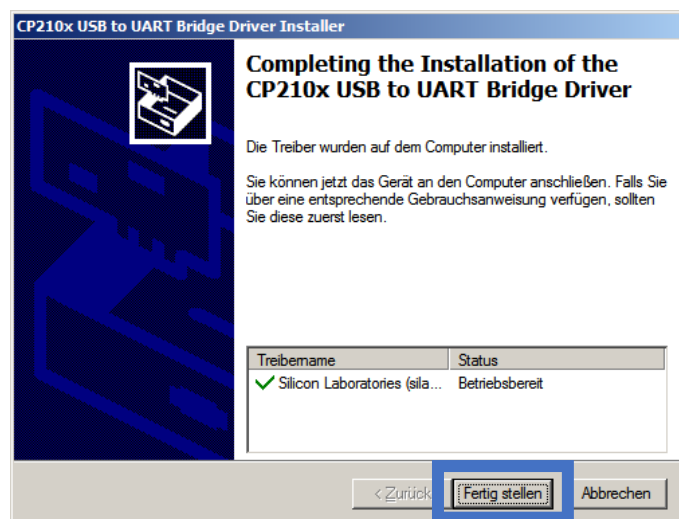 CP210x USB to UART Bridge Driver Installer
Completing the Installation of the
CP210x USB to UART Bridge Driver
Die Treiber wurden auf dem Computer installiert.
Sie können jetzt das Gerät an den Computer anschließen. Falls Sie
über eine entsprechende Gebrauchsanweisung verfügen, sollten
Sie diese zuerst lesen.
Treibername Status
Silicon Laboratories (sila... Betriebsbereit
< Zurück Fertig stellen Abbrechen